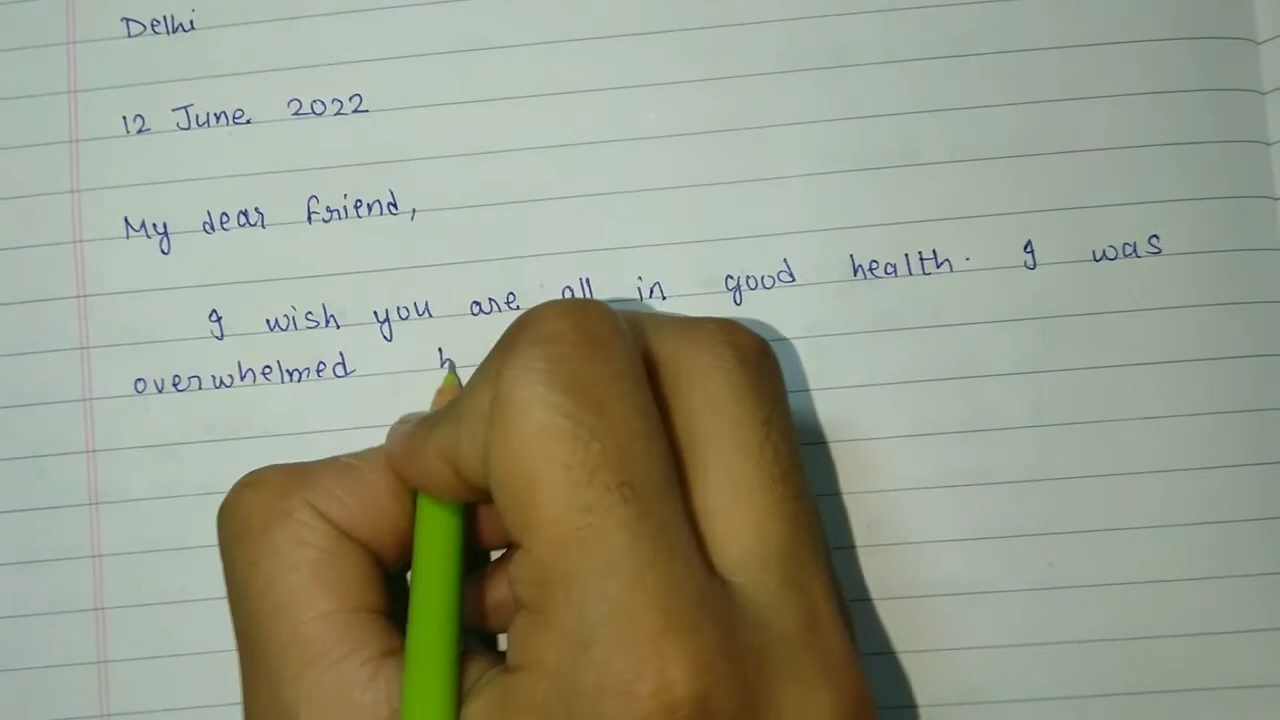 Delhi
12 June 2022
My dear friend,
I wish you are all in good health. I was
overwhelmed